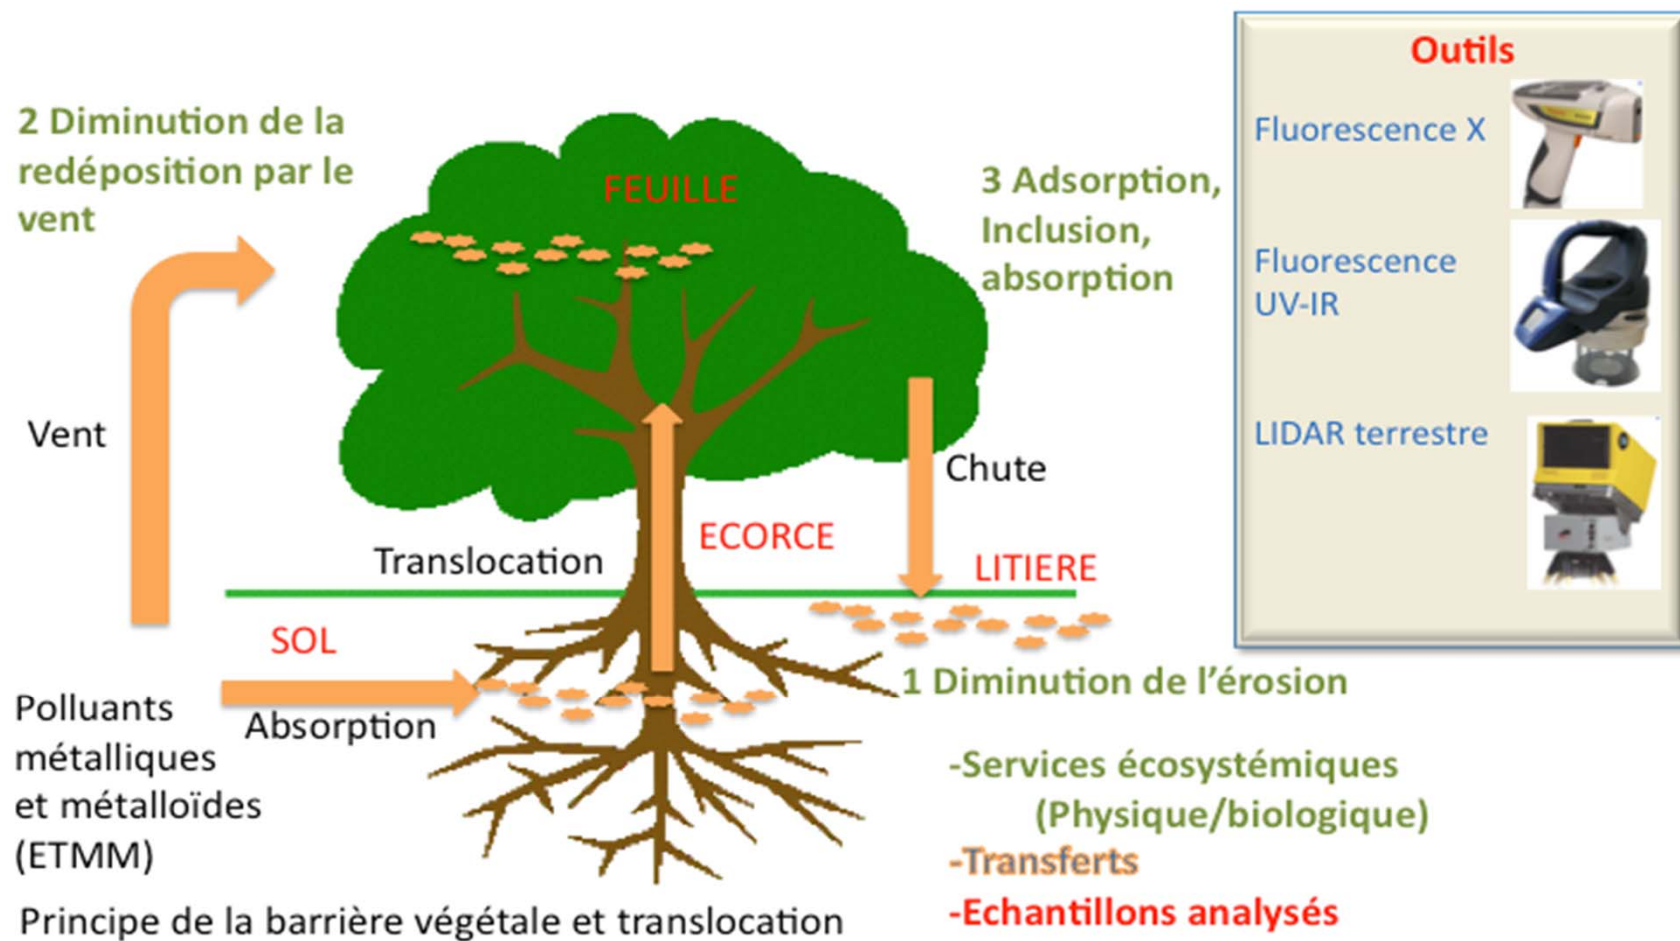 2 Diminution de la
redéposition par le
vent
FEUILLE
3 Adsorption,
Inclusion,
absorption
Vent
Chute
ECORCE
Translocation
LITIERE
SOL
Absorption
1 Diminution de l’érosion
Polluants
métalliques
et métalloïdes
(ETMM)
-Services écosystémiques
(Physique/biologique)
-Transferts
-Echantillons analysés
Principe de la barrière végétale et translocation
Outils
Fluorescence X
Fluorescence
UV-IR
LIDAR terrestre